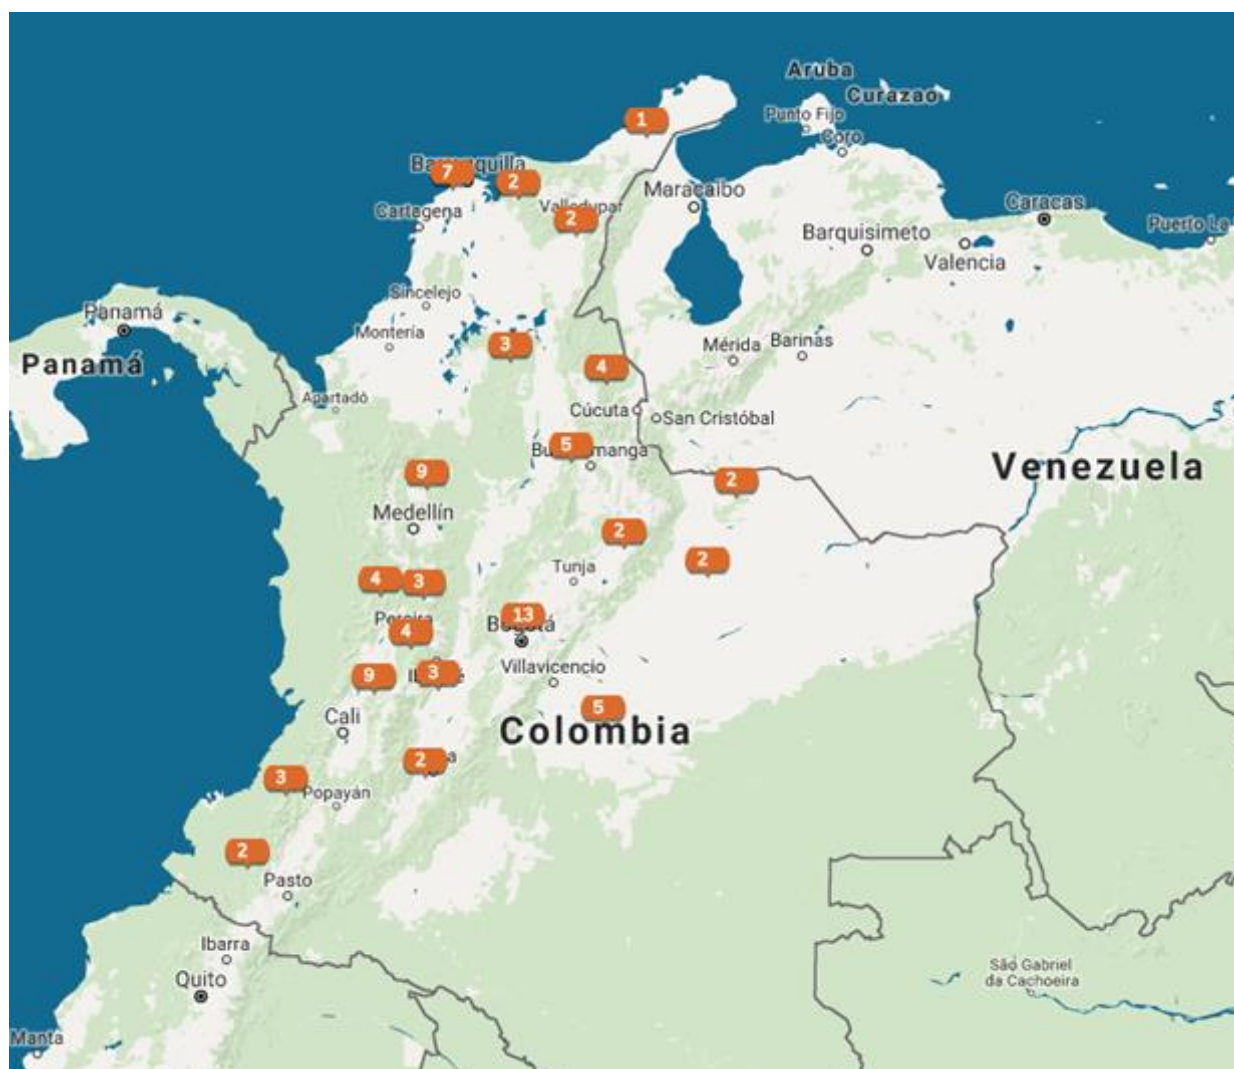 Aruba
Curazao
1
Punto Fijo
Coro
7
2
Maracaibo
Valledupar
2
Cartagena
Caracas
Barquisimeto
Puerto La
Valencia
Sincelejo
Panamá
Montería
3
Mérida
Barinas
Panamá
4
Apartadó
Cúcuta
San Cristóbal
5
9
2
Venezuela
Medellín
2
2
Tunja
4
3
13
Bogotá
4
Villavicencio
9
3
5
Cali
Colombia
2
3
Popayán
2
Pasto
Ibarra
Quito
São Gabriel
da Cachoeira
Manta